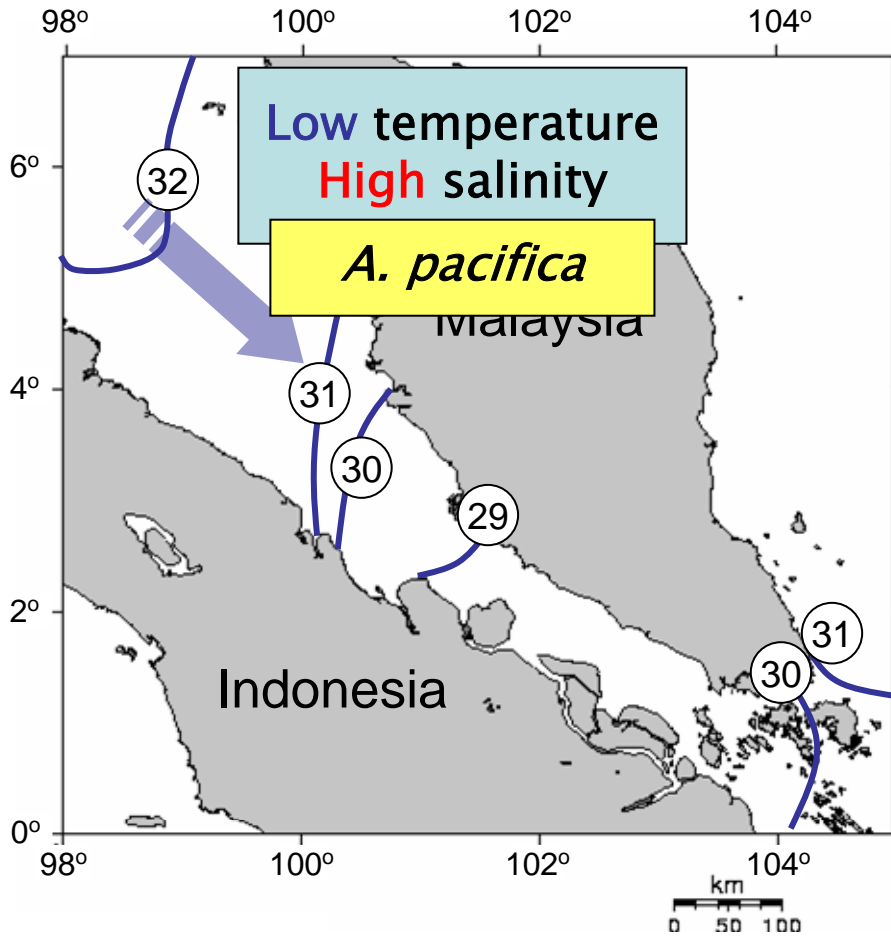 98o 100o 102o 104o
Low temperature
High salinity
6o
32
A. pacifica
Malaysia
4o
31
30
29
2o
31
30
Indonesia
0o
98o 100o 102o 104o
km
0 50 100